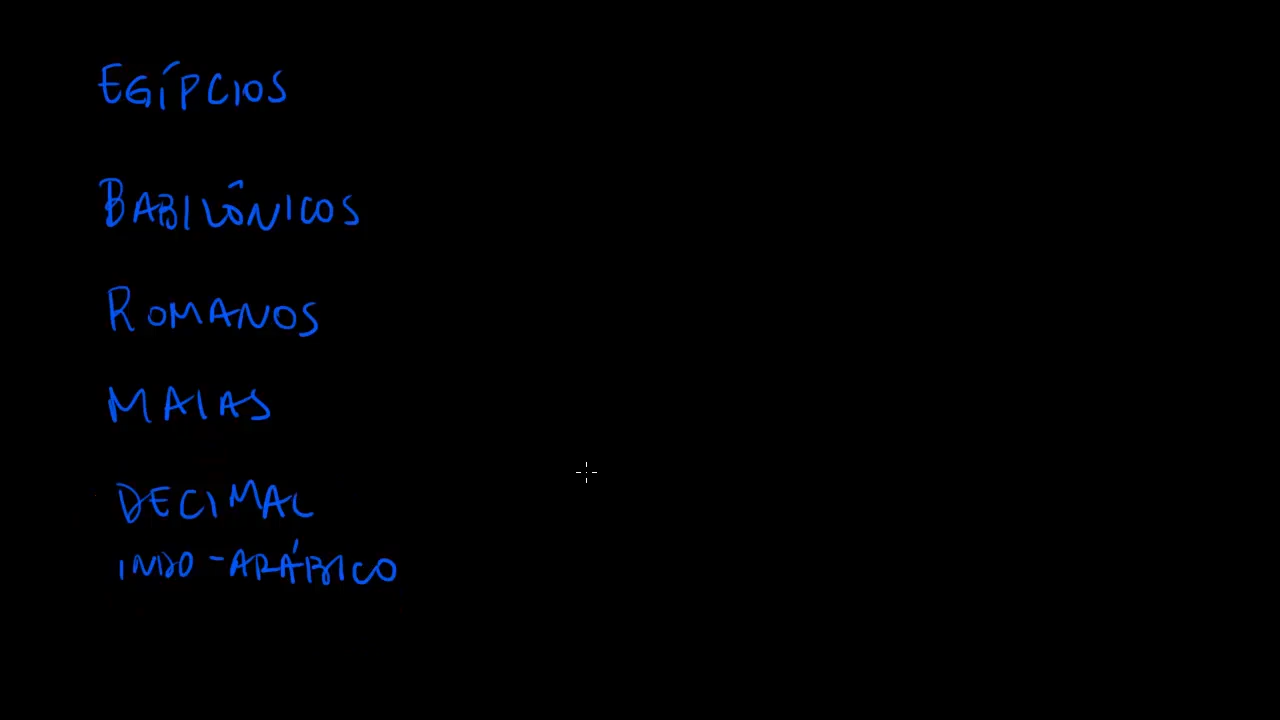 EGÍPCIOS
BABILÔNICOS
ROMANOS
MAIAS
DECIMAL
INDO-ARÁBICO